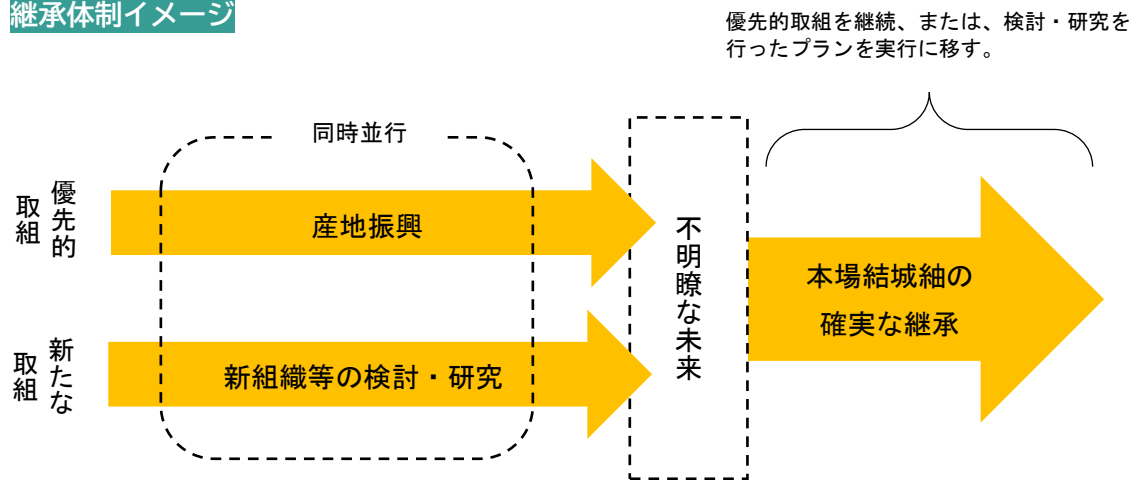 継承体制イメージ
優先的取組を継続、または、検討・研究を
行ったプランを実行に移す。
同時並行
優先的
取組
産地振興
不明瞭な未来
本場結城紬の
確実な継承
新たな
取組
新組織等の検討・研究